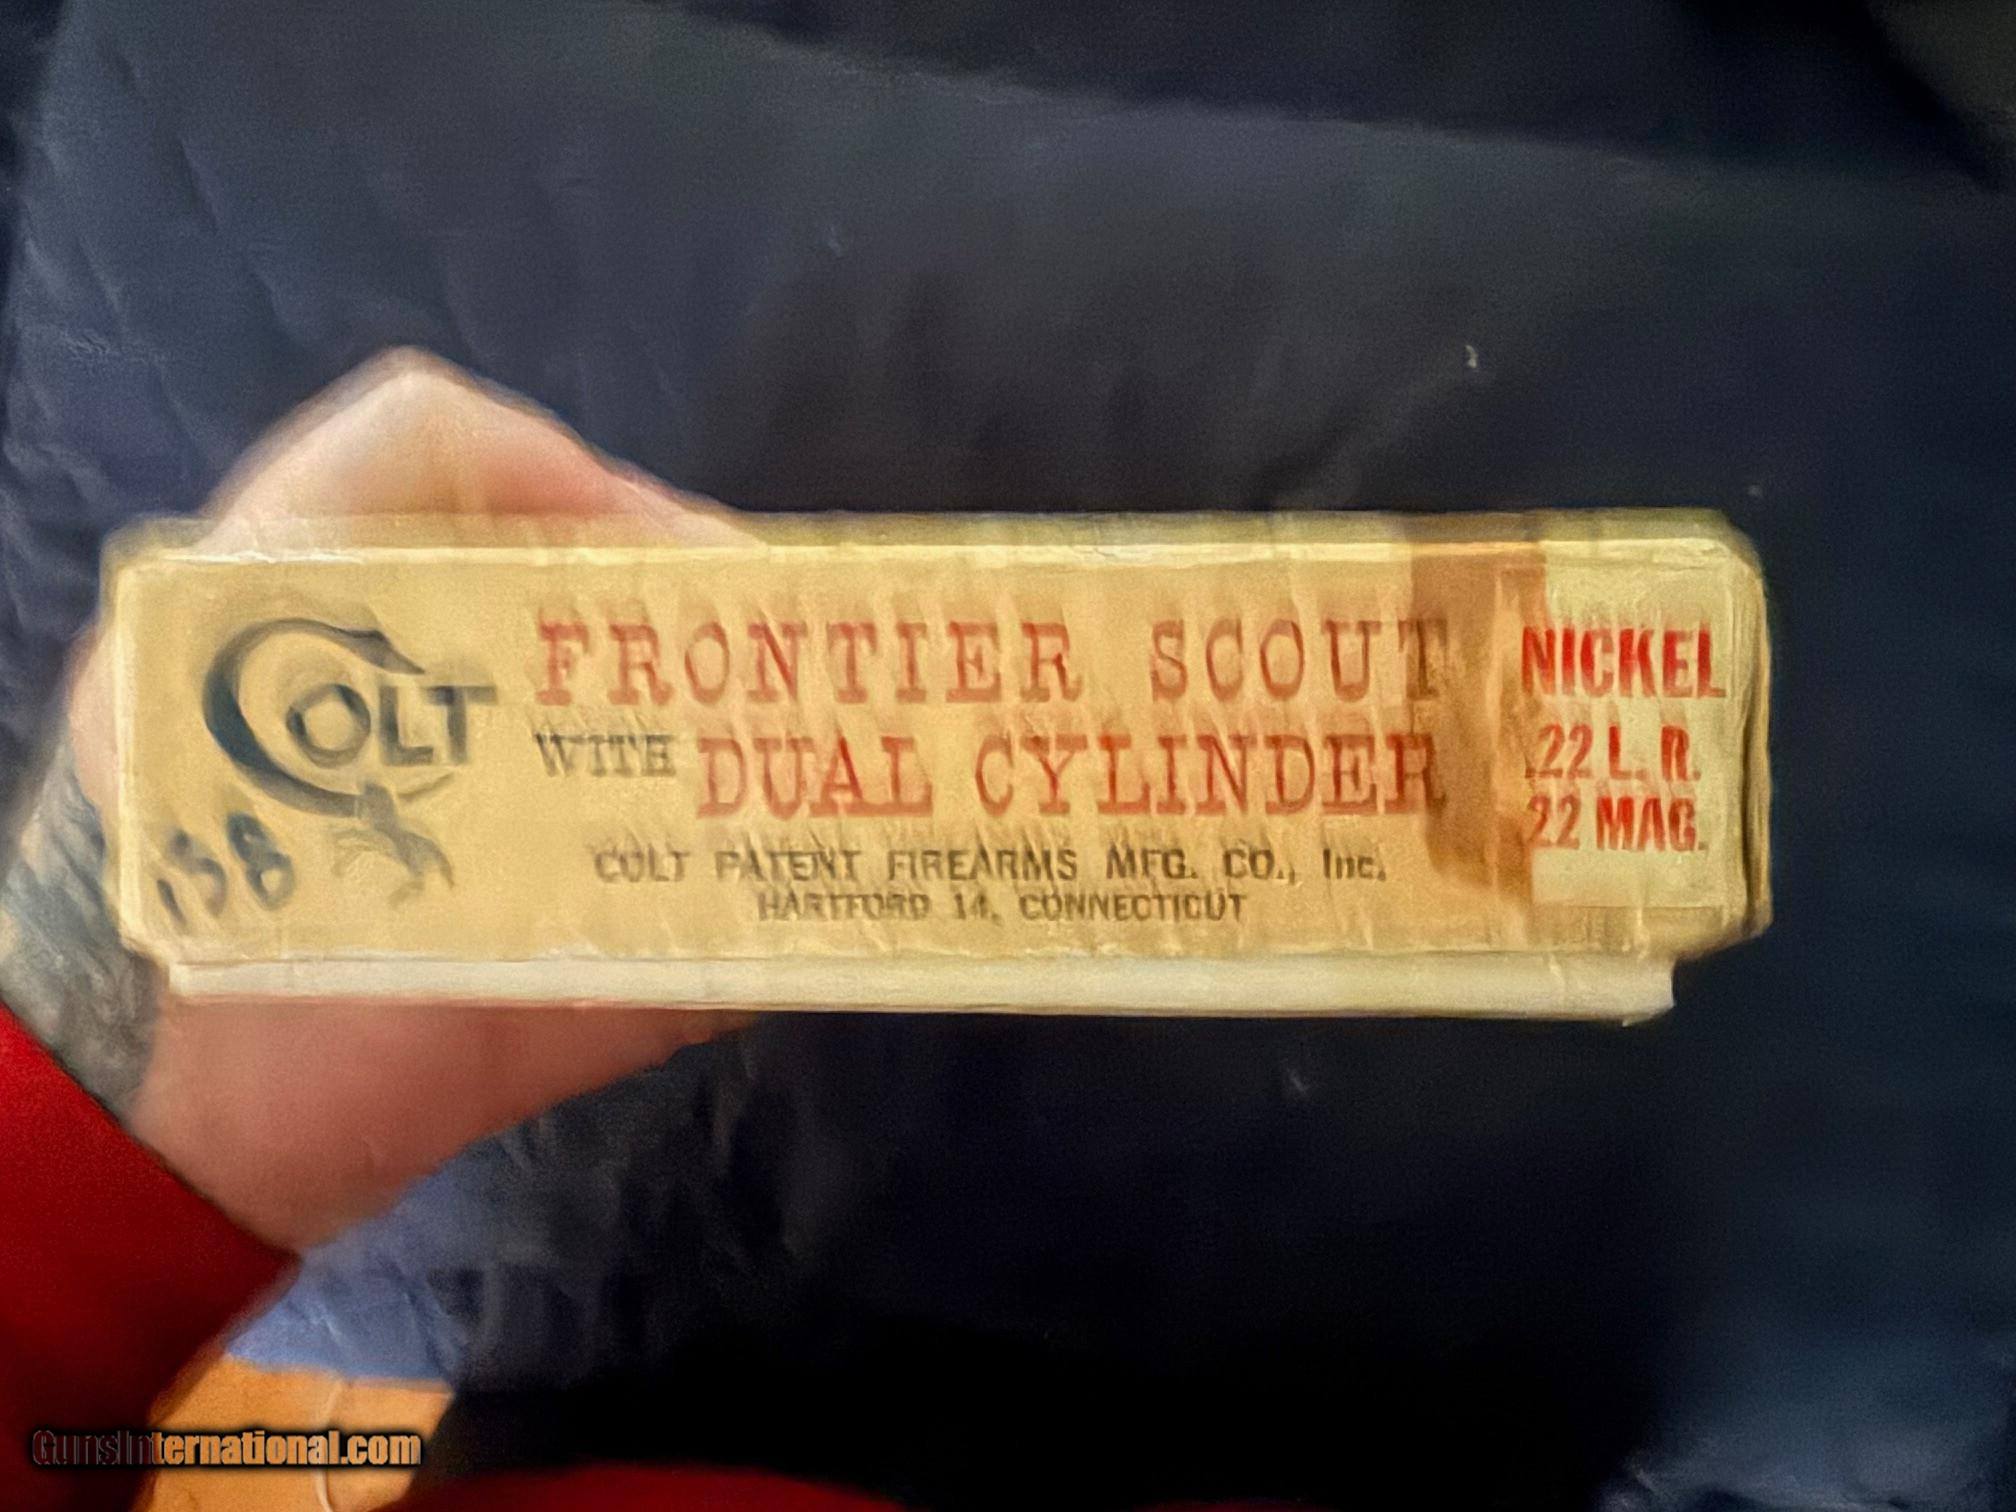 COLT
FRONTIER SCOUT
WITH DUAL CYLINDER
COLT PATENT FIREARMS MFG. CO., Inc.
HARTFORD 14, CONNECTICUT
NICKEL
.22 L. R.
22 MAG.
158
GunsInternational.com